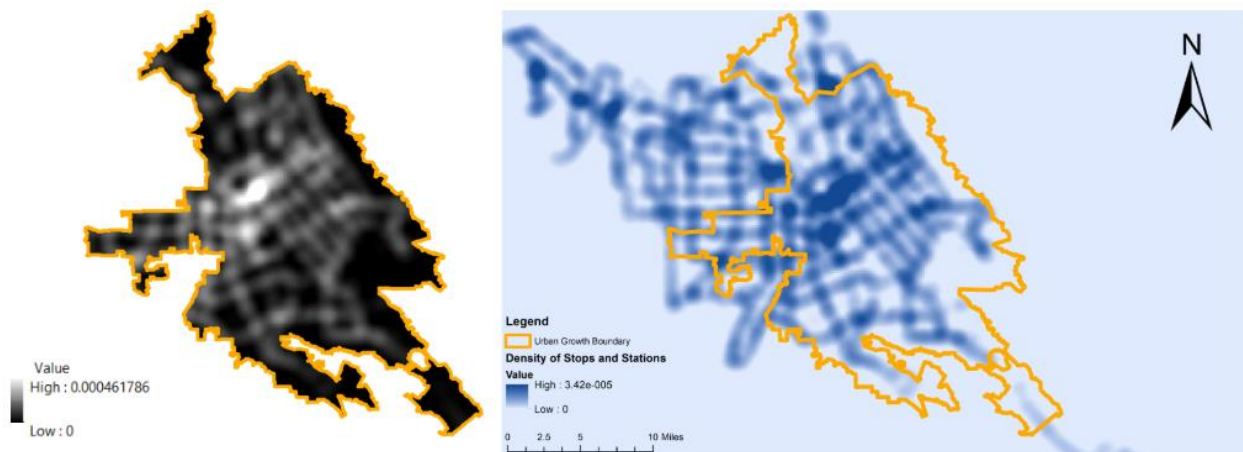 Value
High : 0.000461786
Low : 0
N
Legend
Urban Growth Boundary
Density of Stops and Stations
Value
High : 3.42e-005
Low : 0
0 2.5 5 10 Miles